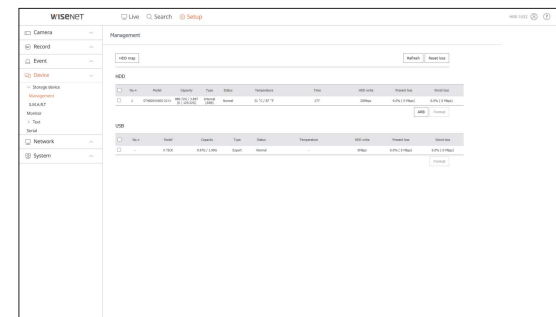 WISENET
Live Search Setup
Camera
Record
Event
Device
Storage device
Management
S.M.A.R.T
Monitor
Text
Serial
Network
System
Management
HDD map Refresh Reset loss
HDD
No. Model Capacity Type Status Temperature Time HDD write Present loss Worst loss
Internal Normal 31 °C / 87 °F
ARB Format
USB
No. Model Capacity Type Status Temperature HDD write Present loss Worst loss
Export Normal
Format